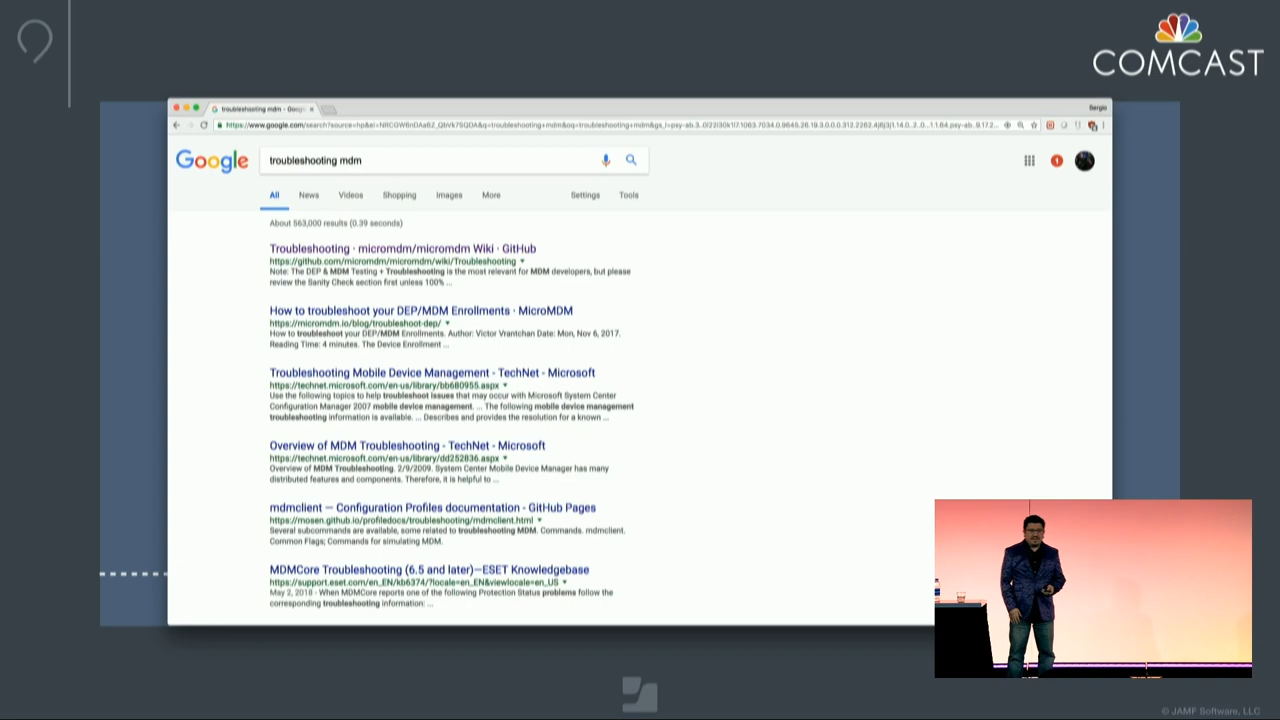 COMCAST
troubleshooting mdm - Goog
Sergio
Google
troubleshooting mdm
1
All News Videos Shopping Images More Settings Tools
About 563,000 results (0.39 seconds)
Troubleshooting · micromdm/micromdm Wiki · GitHub
https://github.com/micromdm/micromdm/wiki/Troubleshooting
Note: The DEP & MDM Testing + Troubleshooting is the most relevant for MDM developers, but please
review the Sanity Check section first unless 100% ...
How to troubleshoot your DEP/MDM Enrollments · MicroMDM
https://micromdm.io/blog/troubleshoot-dep/
How to troubleshoot your DEP/MDM Enrollments. Author: Victor Vrantchan Date: Mon, Nov 6, 2017.
Reading Time: 4 minutes. The Device Enrollment ...
Troubleshooting Mobile Device Management - TechNet - Microsoft
https://technet.microsoft.com/en-us/library/bb680955.aspx
Use the following topics to help troubleshoot issues that may occur with Microsoft System Center
Configuration Manager 2007 mobile device management. ... The following mobile device management
troubleshooting information is available. ... Describes and provides the resolution for a known ...
Overview of MDM Troubleshooting - TechNet - Microsoft
https://technet.microsoft.com/en-us/library/dd252836.aspx
Overview of MDM Troubleshooting. 2/9/2009. System Center Mobile Device Manager has many
distributed features and components. Therefore, it is helpful to ...
mdmclient — Configuration Profiles documentation - GitHub Pages
https://mosen.github.io/profiledocs/troubleshooting/mdmclient.html
Several subcommands are available, some related to troubleshooting MDM. Commands. mdmclient.
Common Flags; Commands for simulating MDM.
MDMCore Troubleshooting (6.5 and later)—ESET Knowledgebase
https://support.eset.com/en_EN/kb6374/?locale=en_EN&viewlocale=en_US
May 2, 2018 - When MDMCore reports one of the following Protection Status problems follow the
corresponding troubleshooting information: ...
© JAMF Software, LLC